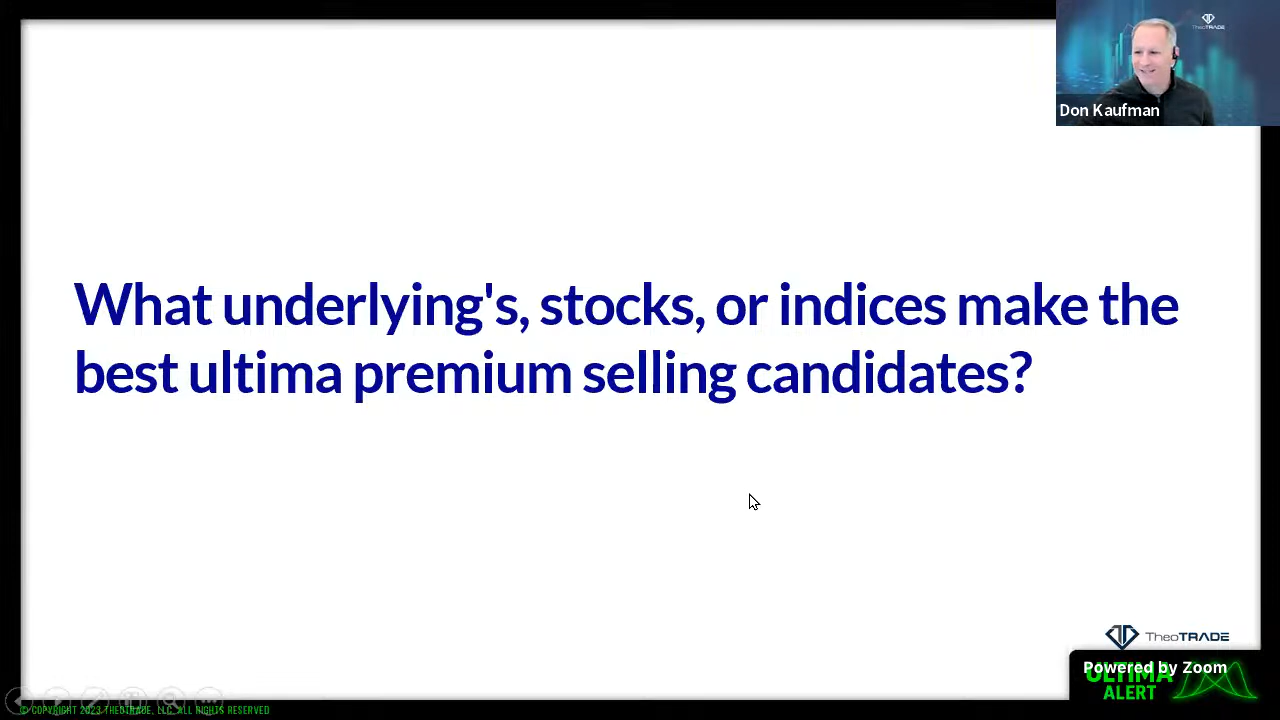 TheoTRADE
Don Kaufman
What underlying's, stocks, or indices make the
best ultima premium selling candidates?
TheoTRADE
Powered by Zoom
ULTIMA
ALERT
© COPYRIGHT 2023 THEOTRADE, LLC. ALL RIGHTS RESERVED